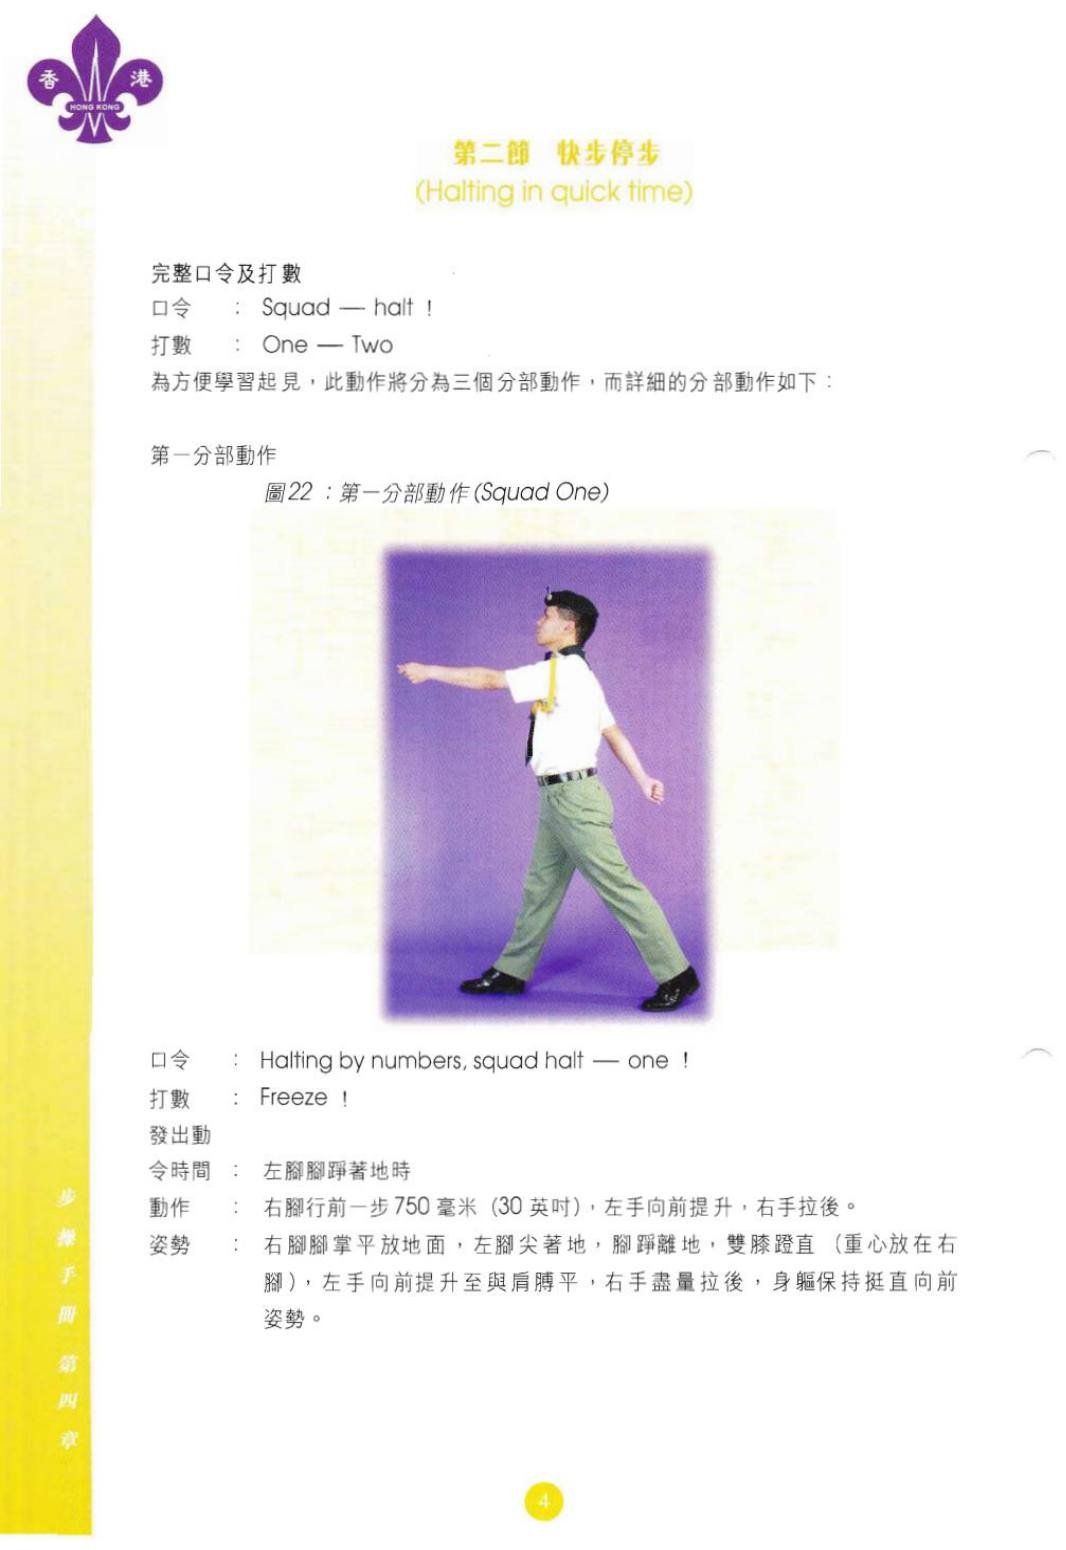 香港
HONG KONG
第二節 快步停步
(Halting in quick time)
完整口令及打數
口令 : Squad — halt !
打數 : One — Two
為方便學習起見，此動作將分為三個分部動作，而詳細的分部動作如下：
第一分部動作
圖22 : 第一分部動作(Squad One)
口令 : Halting by numbers, squad halt — one !
打數 : Freeze !
發出動
令時間 : 左腳腳踭著地時
動作 : 右腳行前一步750毫米 (30英吋)，左手向前提升，右手拉後。
姿勢 : 右腳腳掌平放地面，左腳尖著地，腳踭離地，雙膝蹬直 (重心放在右
腳)，左手向前提升至與肩膊平，右手盡量拉後，身軀保持挺直向前
姿勢。
步操手冊 第四章
4